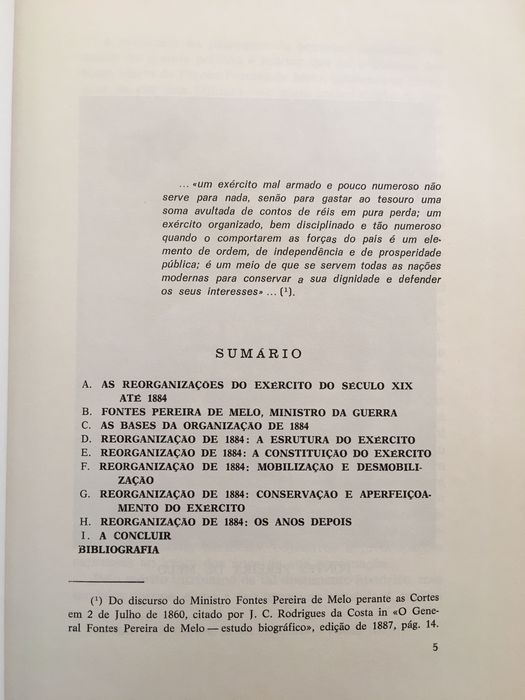 ... «um exército mal armado e pouco numeroso não
serve para nada, senão para gastar ao tesouro uma
soma avultada de contos de réis em pura perda; um
exército organizado, bem disciplinado e tão numeroso
quando o comportarem as forças do país é um ele-
mento de ordem, de independência e de prosperidade
pública; é um meio de que se servem todas as nações
modernas para conservar a sua dignidade e defender
os seus interesses» ... (¹).
SUMÁRIO
A. AS REORGANIZAÇÕES DO EXÉRCITO DO SÉCULO XIX
ATÉ 1884
B. FONTES PEREIRA DE MELO, MINISTRO DA GUERRA
C. AS BASES DA ORGANIZAÇÃO DE 1884
D. REORGANIZAÇÃO DE 1884: A ESRUTURA DO EXÉRCITO
E. REORGANIZAÇÃO DE 1884: A CONSTITUIÇÃO DO EXÉRCITO
F. REORGANIZAÇÃO DE 1884: MOBILIZAÇÃO E DESMOBILI-
ZAÇÃO
G. REORGANIZAÇÃO DE 1884: CONSERVAÇÃO E APERFEIÇOA-
MENTO DO EXÉRCITO
H. REORGANIZAÇÃO DE 1884: OS ANOS DEPOIS
I. A CONCLUIR
BIBLIOGRAFIA
(¹) Do discurso do Ministro Fontes Pereira de Melo perante as Cortes
em 2 de Julho de 1860, citado por J. C. Rodrigues da Costa in «O Gene-
ral Fontes Pereira de Melo — estudo biográfico», edição de 1887, pág. 14.
5